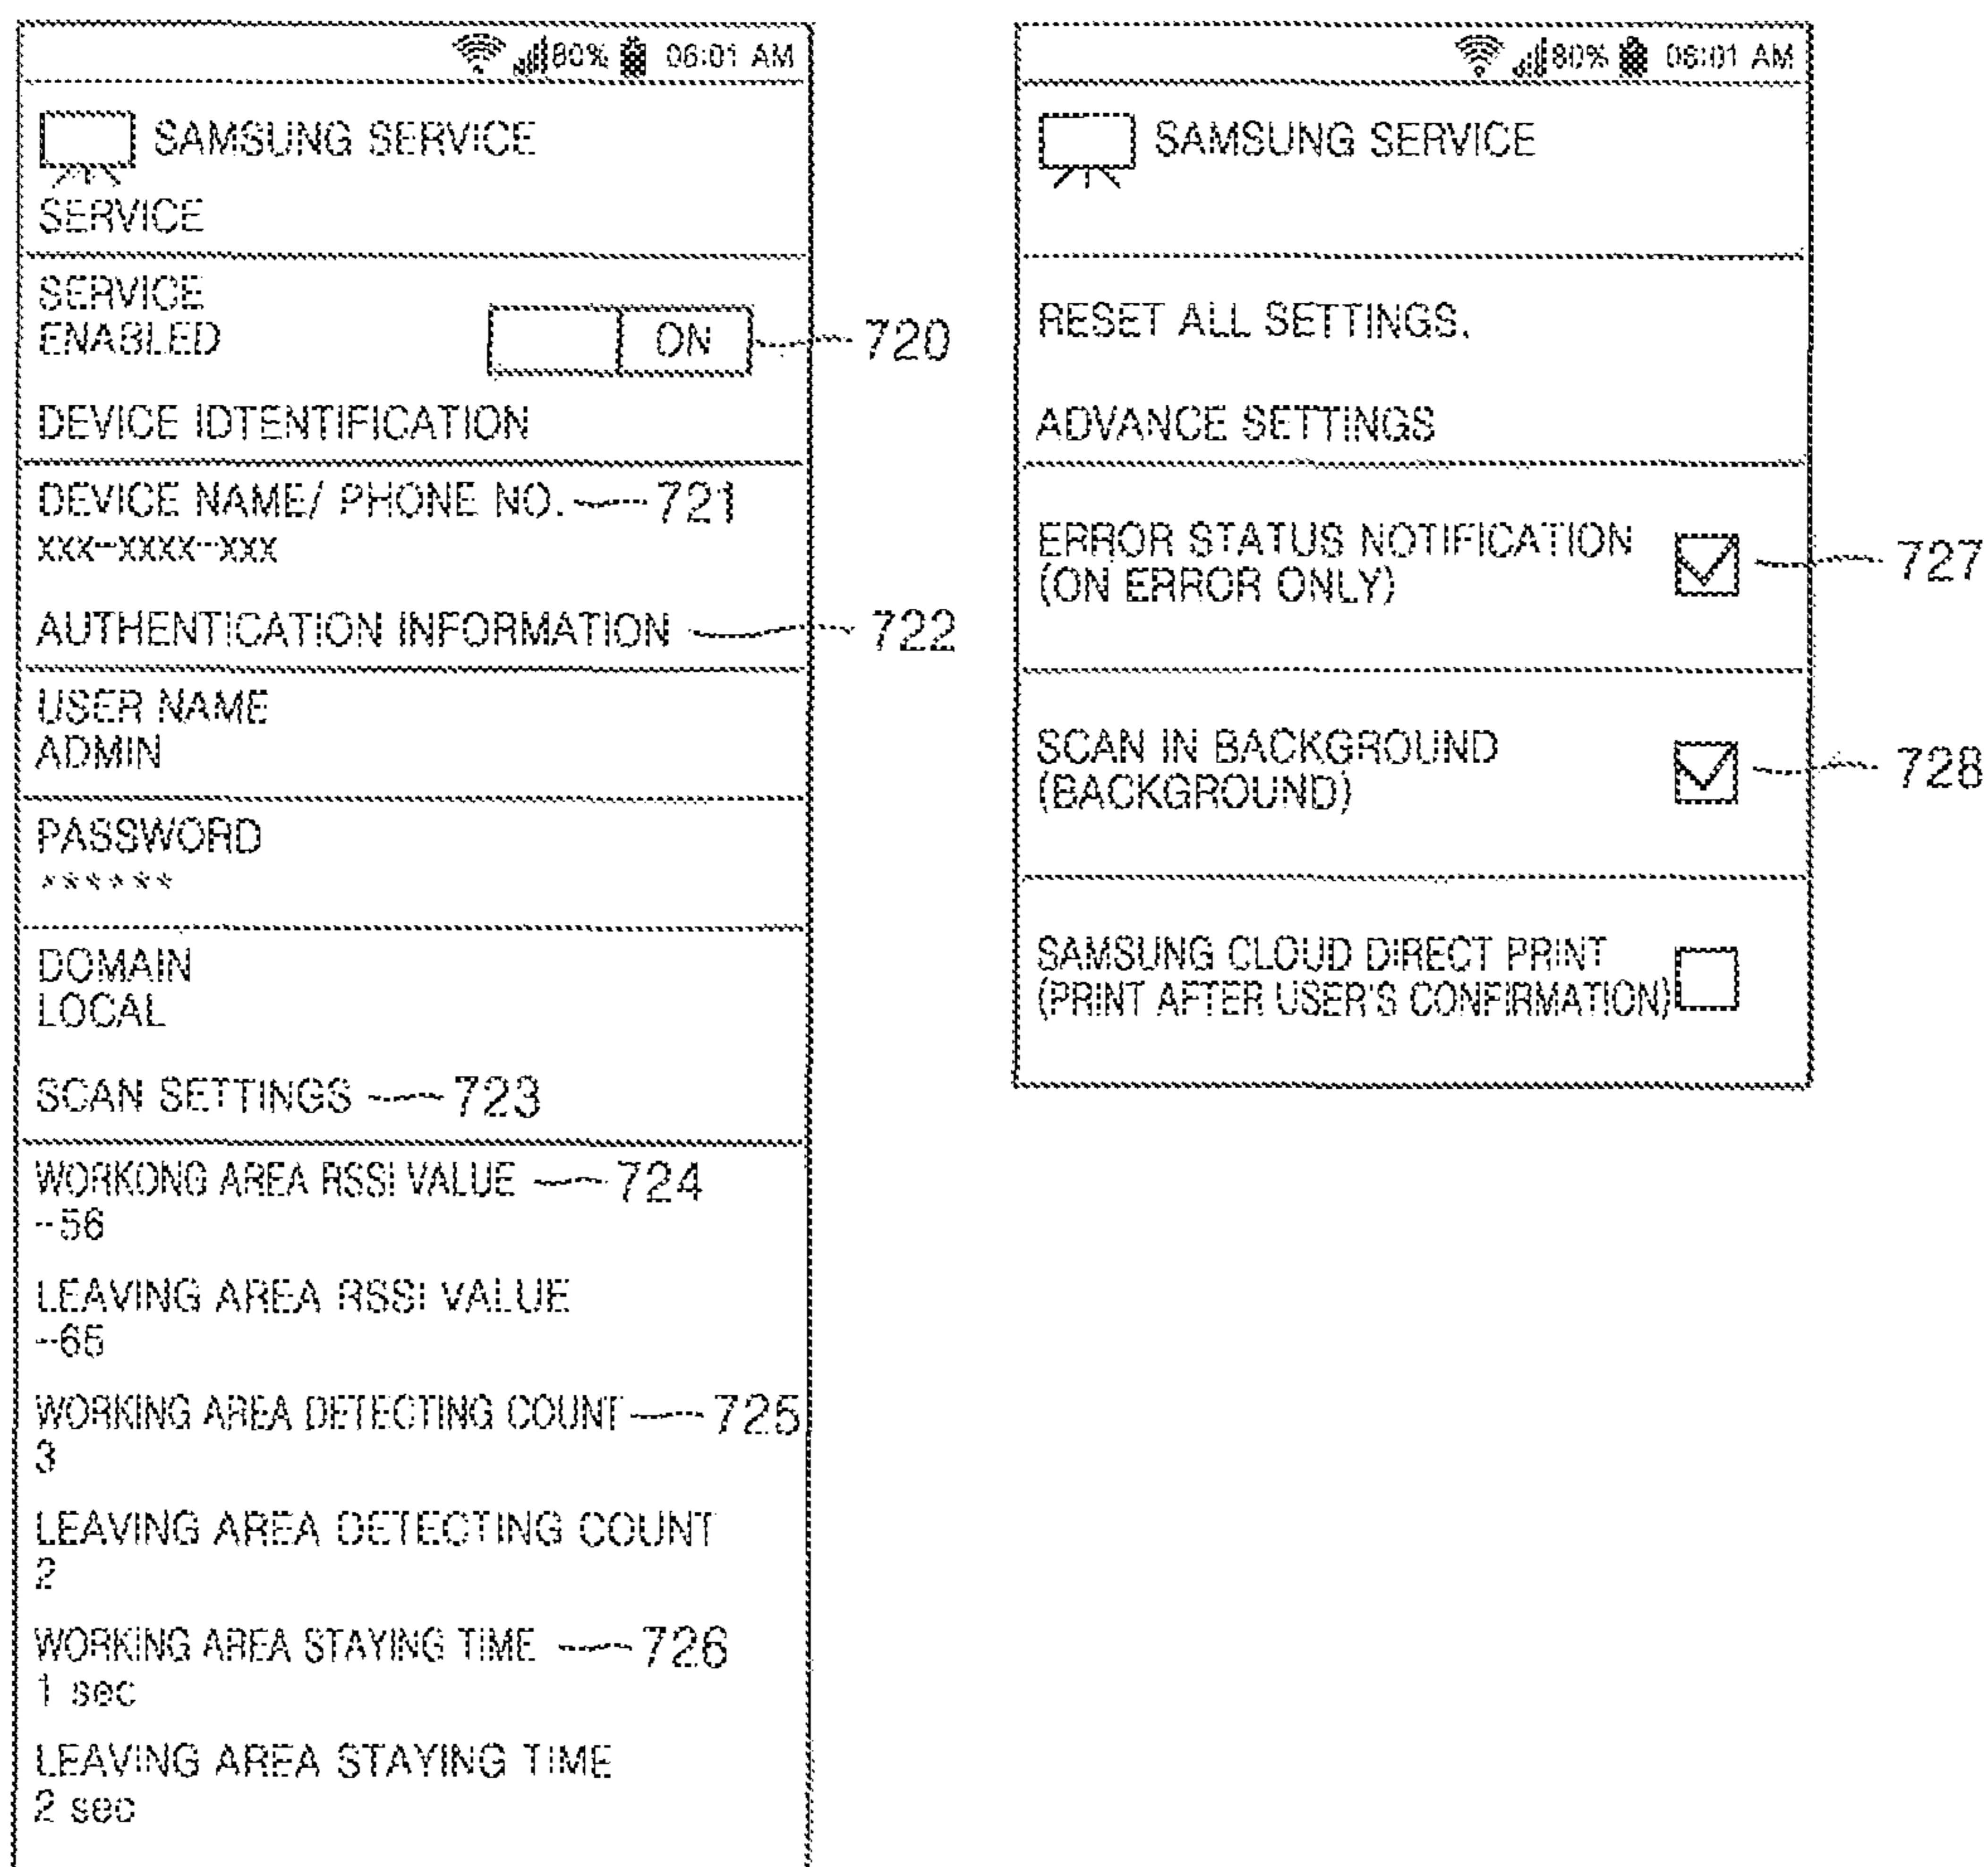 80% 06:01 AM
SAMSUNG SERVICE
SERVICE
SERVICE
ENABLED
ON
720
DEVICE IDTENTIFICATION
DEVICE NAME/ PHONE NO. 721
xxx-xxxx-xxx
AUTHENTICATION INFORMATION 722
USER NAME
ADMIN
PASSWORD
******
DOMAIN
LOCAL
SCAN SETTINGS 723
WORKONG AREA RSSI VALUE 724
-56
LEAVING AREA RSSI VALUE
-65
WORKING AREA DETECTING COUNT 725
3
LEAVING AREA DETECTING COUNT
2
WORKING AREA STAYING TIME 726
1 sec
LEAVING AREA STAYING TIME
2 sec
80% 06:01 AM
SAMSUNG SERVICE
RESET ALL SETTINGS.
ADVANCE SETTINGS
ERROR STATUS NOTIFICATION
(ON ERROR ONLY)
727
SCAN IN BACKGROUND
(BACKGROUND)
728
SAMSUNG CLOUD DIRECT PRINT
(PRINT AFTER USER'S CONFIRMATION)